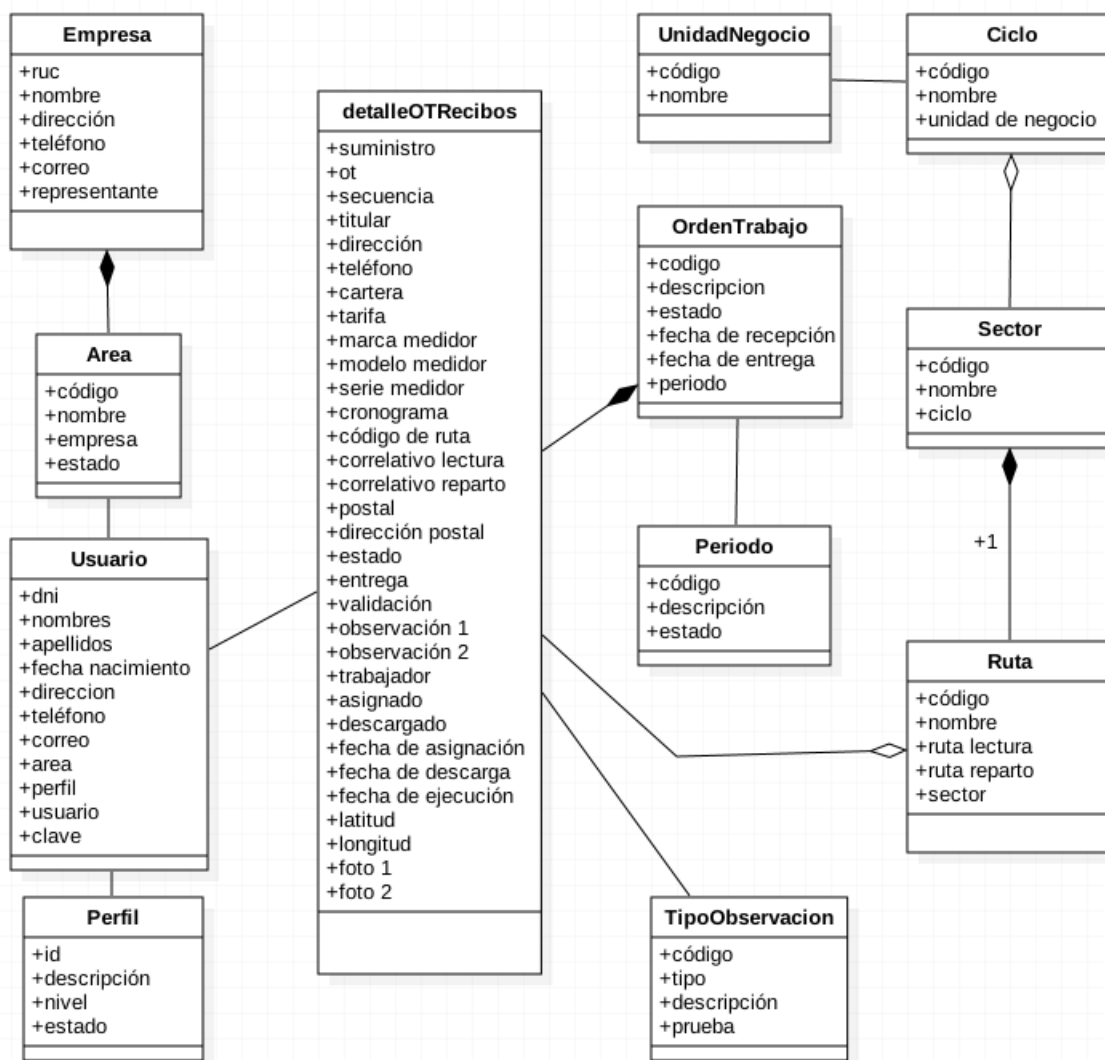 Empresa
+ruc
+nombre
+dirección
+teléfono
+correo
+representante
Area
+código
+nombre
+empresa
+estado
Usuario
+dni
+nombres
+apellidos
+fecha nacimiento
+direccion
+teléfono
+correo
+area
+perfil
+usuario
+clave
Perfil
+id
+descripción
+nivel
+estado
detalleOTRecibos
+suministro
+ot
+secuencia
+titular
+dirección
+teléfono
+cartera
+tarifa
+marca medidor
+modelo medidor
+serie medidor
+cronograma
+código de ruta
+correlativo lectura
+correlativo reparto
+postal
+dirección postal
+estado
+entrega
+validación
+observación 1
+observación 2
+trabajador
+asignado
+descargado
+fecha de asignación
+fecha de descarga
+fecha de ejecución
+latitud
+longitud
+foto 1
+foto 2
UnidadNegocio
+código
+nombre
OrdenTrabajo
+codigo
+descripcion
+estado
+fecha de recepción
+fecha de entrega
+periodo
Periodo
+código
+descripción
+estado
TipoObservacion
+código
+tipo
+descripción
+prueba
Ciclo
+código
+nombre
+unidad de negocio
Sector
+código
+nombre
+ciclo
+1
Ruta
+código
+nombre
+ruta lectura
+ruta reparto
+sector